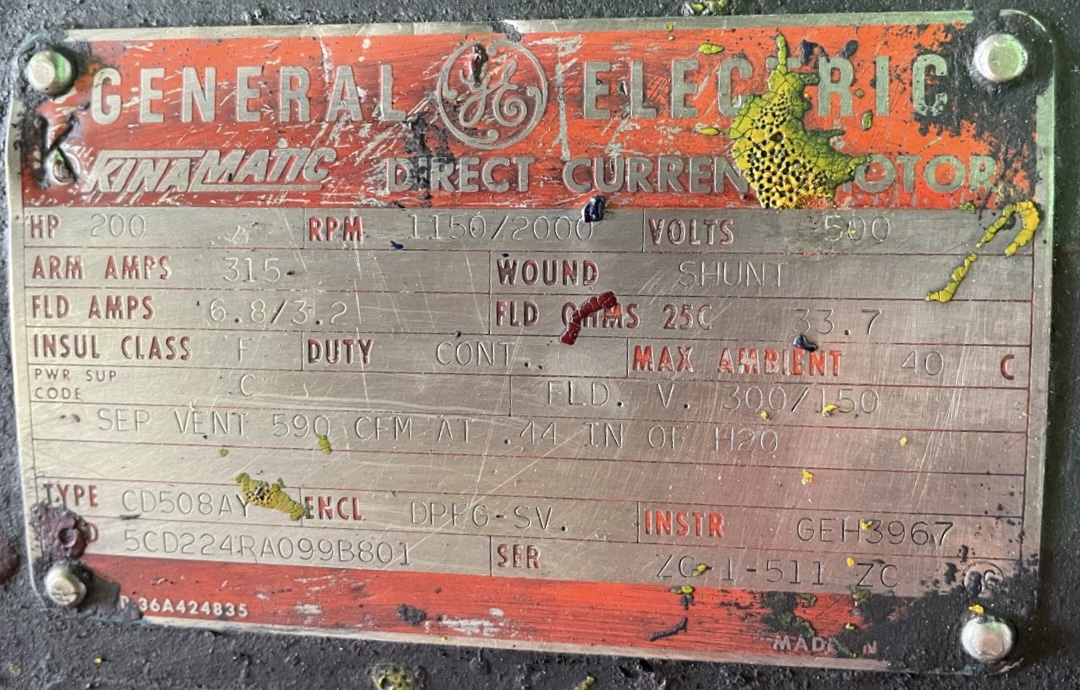 GENERAL GE ELECTRIC
KINAMATIC DIRECT CURRENT MOTOR
HP 200 RPM 1150/2000 VOLTS 500
ARM AMPS 315 WOUND SHUNT
FLD AMPS 6.8/3.2 FLD OHMS 25C 33.7
INSUL CLASS F DUTY CONT. MAX AMBIENT 40 C
PWR SUP CODE C FLD. V. 300/150
SEP VENT 590 CFM AT .44 IN OF H2O
TYPE CD508AY ENCL DPFG-SV. INSTR GEH3967
5CD224RA099B801 SER ZC-1-511 ZC
36A424835
MADE IN